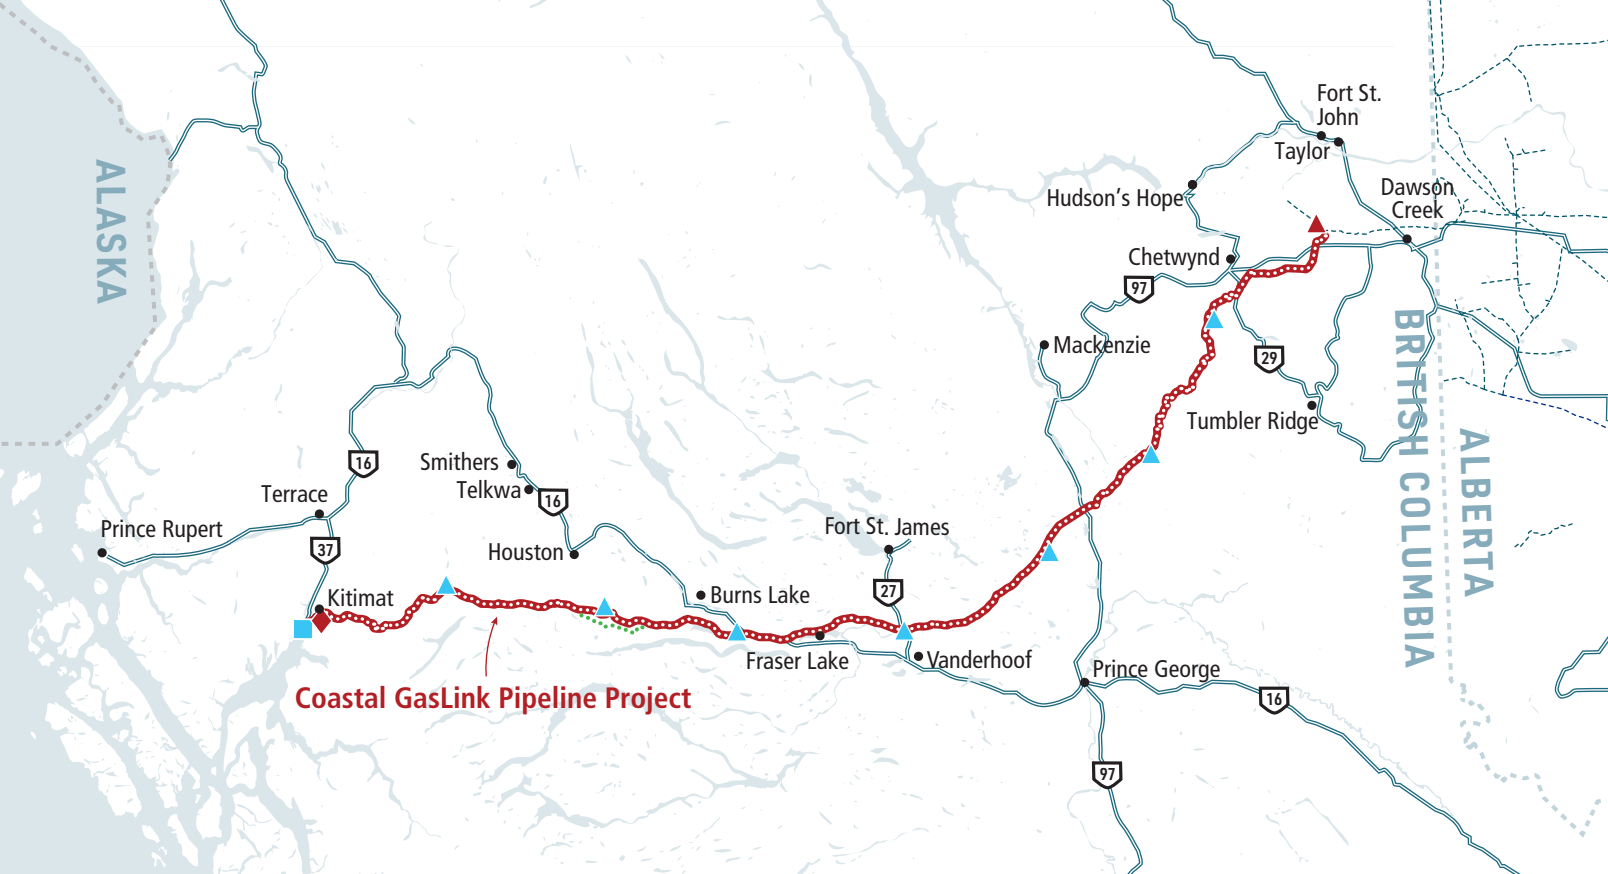 Fort St.
John
Taylor
ALASKA
Dawson
Creek
Hudson's Hope
Chetwynd
97
BRITISH COLUMBIA
Mackenzie
29
Tumbler Ridge
ALBERTA
16
Smithers
Telkwa
16
Terrace
Prince Rupert
37
Houston
Fort St. James
27
Kitimat
Burns Lake
Fraser Lake
Vanderhoof
Prince George
16
Coastal GasLink Pipeline Project
97